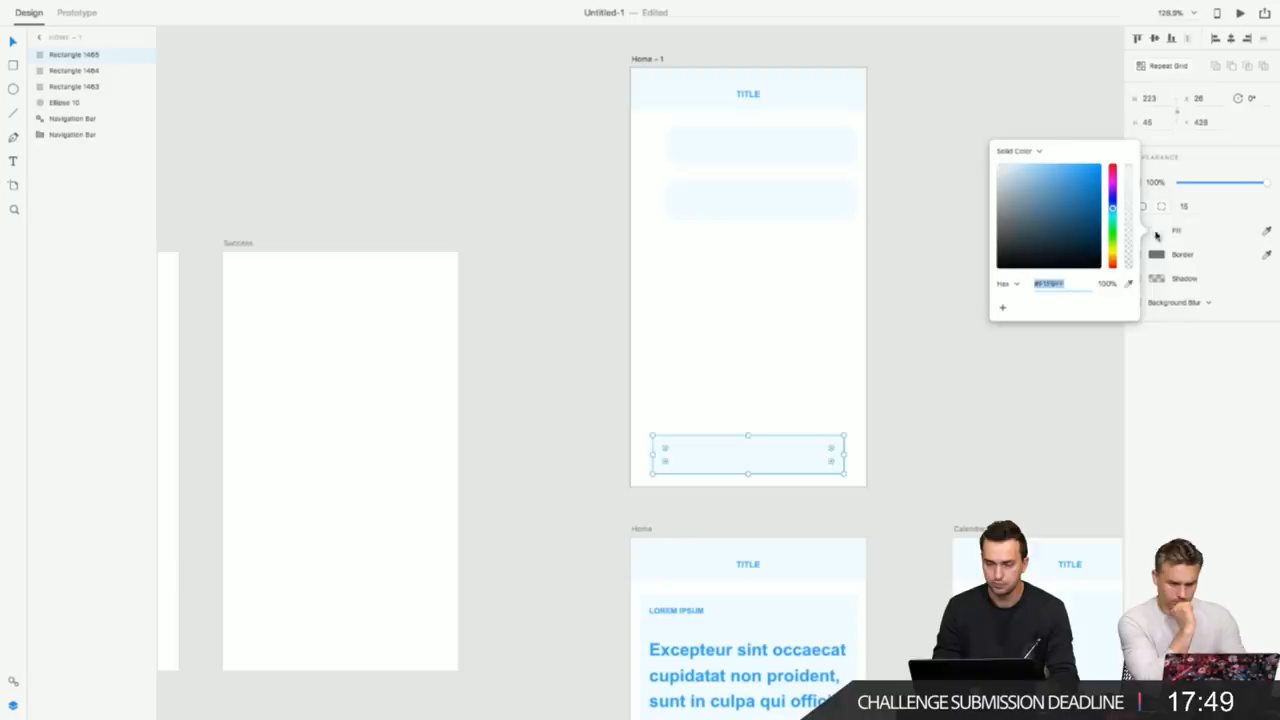 Design Prototype
Untitled-1 — Edited
128.9%
Rectangle 1465
Rectangle 1464
Rectangle 1463
Ellipse 10
Navigation Bar
Navigation Bar
Home – 1
TITLE
Success
Solid Color
Hex
100%
Repeat Grid
223
26
0°
45
428
100%
15
Fill
Border
Shadow
Background Blur
Home
TITLE
LOREM IPSUM
Excepteur sint occaecat
cupidatat non proident,
sunt in culpa qui
TITLE
CHALLENGE SUBMISSION DEADLINE | 17:49